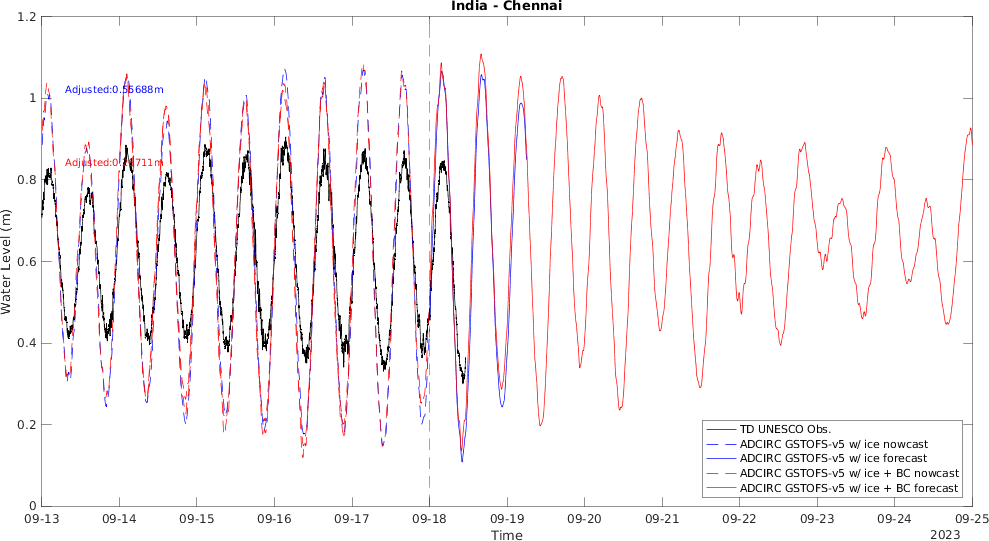 India - Chennai
1.2
1
0.8
0.6
0.4
0.2
0
Water Level (m)
Adjusted:0.55688m
TD UNESCO Obs.
ADCIRC GSTOFS-v5 w/ ice nowcast
ADCIRC GSTOFS-v5 w/ ice forecast
ADCIRC GSTOFS-v5 w/ ice + BC nowcast
ADCIRC GSTOFS-v5 w/ ice + BC forecast
09-13 09-14 09-15 09-16 09-17 09-18 09-19 09-20 09-21 09-22 09-23 09-24 09-25
Time
2023